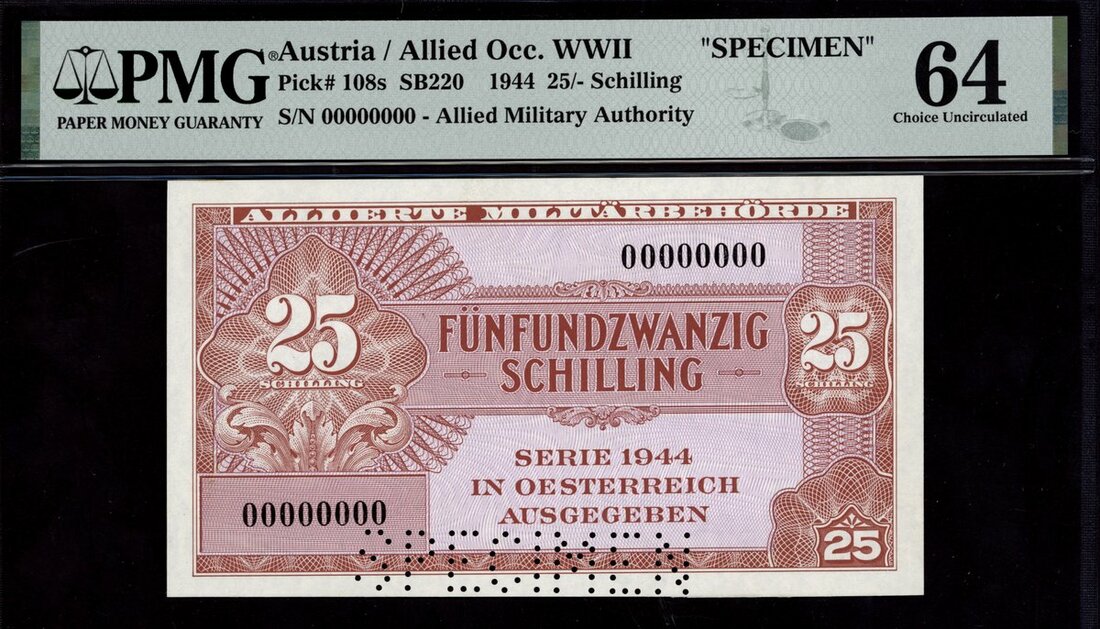 PMG ® Austria / Allied Occ. WWII "SPECIMEN" 64
Pick# 108s SB220 1944 25/- Schilling
PAPER MONEY GUARANTY S/N 00000000 - Allied Military Authority Choice Uncirculated
ALLIIERTE MILITÄRBEHÖRDE
00000000
25
SCHILLING
FÜNFUNDZWANZIG
SCHILLING
25
SCHILLING
SERIE 1944
IN OESTERREICH
AUSGEGEBEN
00000000
25
SPECIMEN